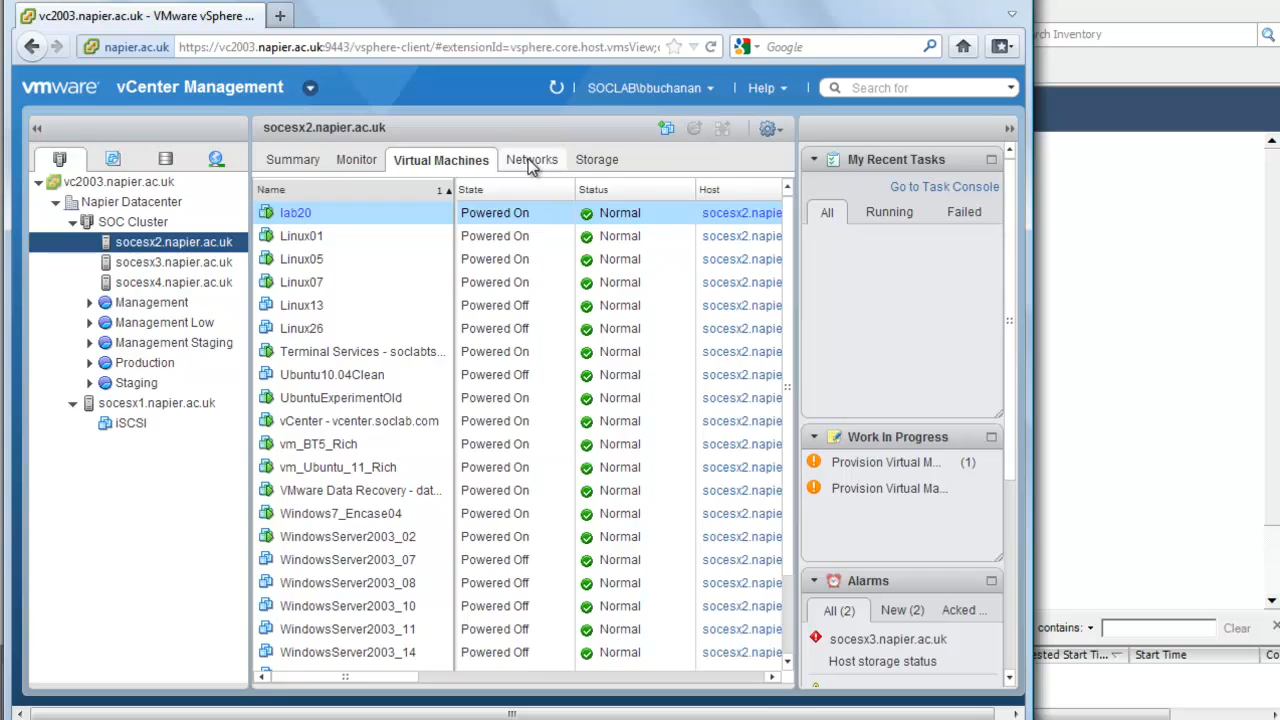 vc2003.napier.ac.uk - VMware vSphere ...
ch Inventory
napier.ac.uk
https://vc2003.napier.ac.uk:9443/vsphere-client/#extensionId=vsphere.core.host.vmsView;
Google
vmware
vCenter Management
SOCLAB\bbuchanan
Help
Search for
socesx2.napier.ac.uk
Summary
Monitor
Virtual Machines
Networks
Storage
vc2003.napier.ac.uk
Napier Datacenter
SOC Cluster
socesx2.napier.ac.uk
socesx3.napier.ac.uk
socesx4.napier.ac.uk
Management
Management Low
Management Staging
Production
Staging
socesx1.napier.ac.uk
iSCSI
Name 1 State Status Host
lab20 Powered On Normal socesx2.napie
Linux01 Powered On Normal socesx2.napie
Linux05 Powered On Normal socesx2.napie
Linux07 Powered On Normal socesx2.napie
Linux13 Powered Off Normal socesx2.napie
Linux26 Powered Off Normal socesx2.napie
Terminal Services - soclabts... Powered On Normal socesx2.napie
Ubuntu10.04Clean Powered Off Normal socesx2.napie
UbuntuExperimentOld Powered On Normal socesx2.napie
vCenter - vcenter.soclab.com Powered On Normal socesx2.napie
vm_BT5_Rich Powered On Normal socesx2.napie
vm_Ubuntu_11_Rich Powered On Normal socesx2.napie
VMware Data Recovery - dat... Powered On Normal socesx2.napie
Windows7_Encase04 Powered On Normal socesx2.napie
WindowsServer2003_02 Powered On Normal socesx2.napie
WindowsServer2003_07 Powered Off Normal socesx2.napie
WindowsServer2003_08 Powered Off Normal socesx2.napie
WindowsServer2003_10 Powered Off Normal socesx2.napie
WindowsServer2003_11 Powered Off Normal socesx2.napie
WindowsServer2003_14 Powered Off Normal socesx2.napie
My Recent Tasks
Go to Task Console
All Running Failed
Work In Progress
Provision Virtual M... (1)
Provision Virtual Ma...
Alarms
All (2) New (2) Acked ...
socesx3.napier.ac.uk
Host storage status
contains: Clear
ested Start Ti... Start Time Co